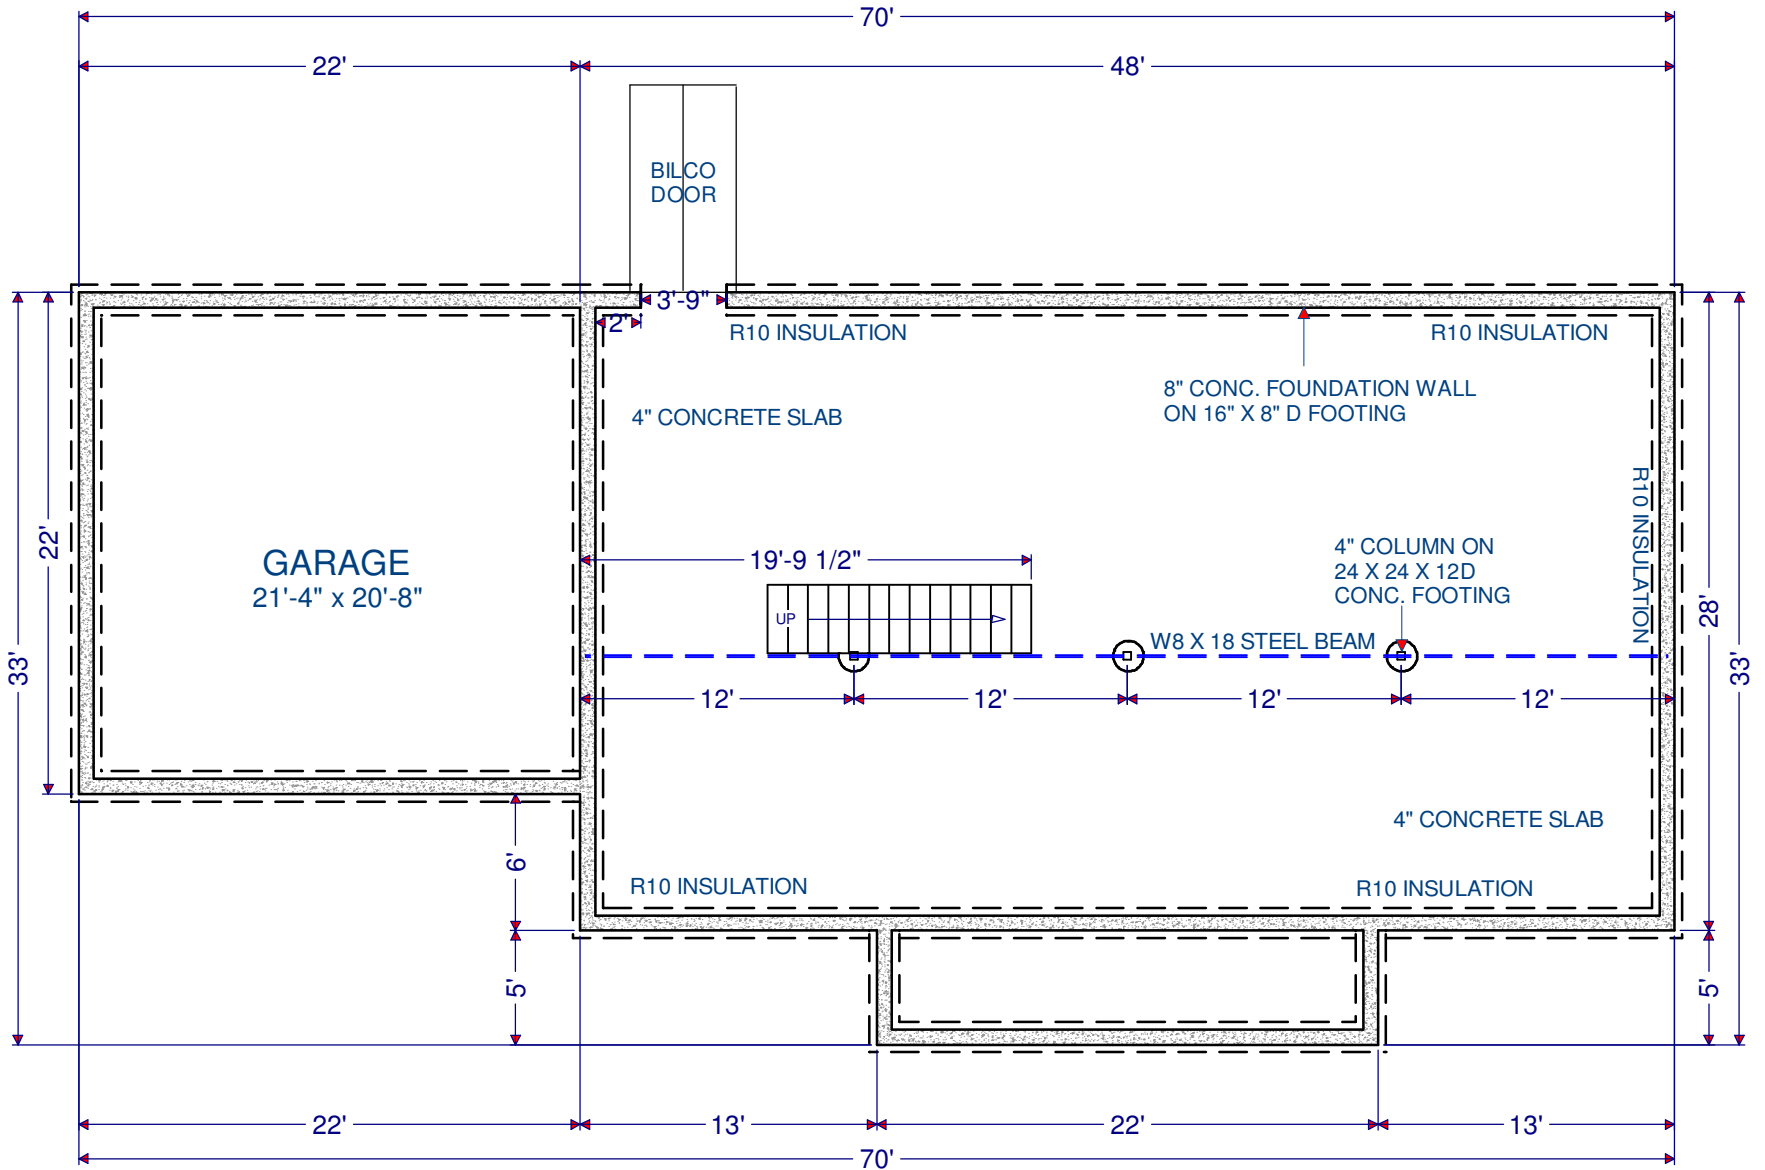 70'
22'
48'
BILCO
DOOR
3'-9"
2'
R10 INSULATION
R10 INSULATION
8" CONC. FOUNDATION WALL
ON 16" X 8" D FOOTING
4" CONCRETE SLAB
R10 INSULATION
22'
GARAGE
21'-4" x 20'-8"
19'-9 1/2"
4" COLUMN ON
24 X 24 X 12D
CONC. FOOTING
28'
UP
W8 X 18 STEEL BEAM
33'
33'
12'
12'
12'
12'
4" CONCRETE SLAB
6'
R10 INSULATION
R10 INSULATION
5'
5'
22'
13'
22'
13'
70'